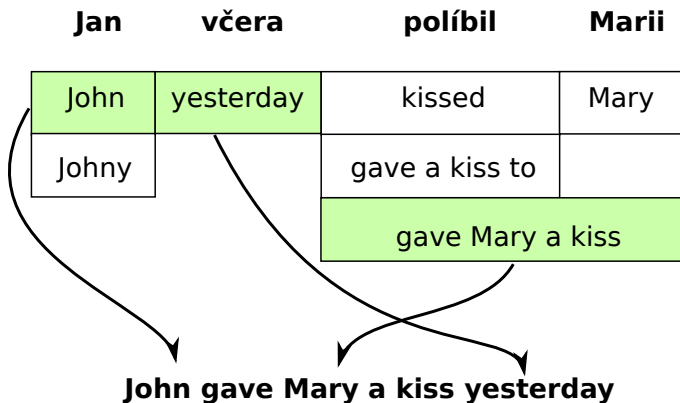 Jan včera políbil Marii
John yesterday kissed Mary
Johny gave a kiss to
gave Mary a kiss
John gave Mary a kiss yesterday